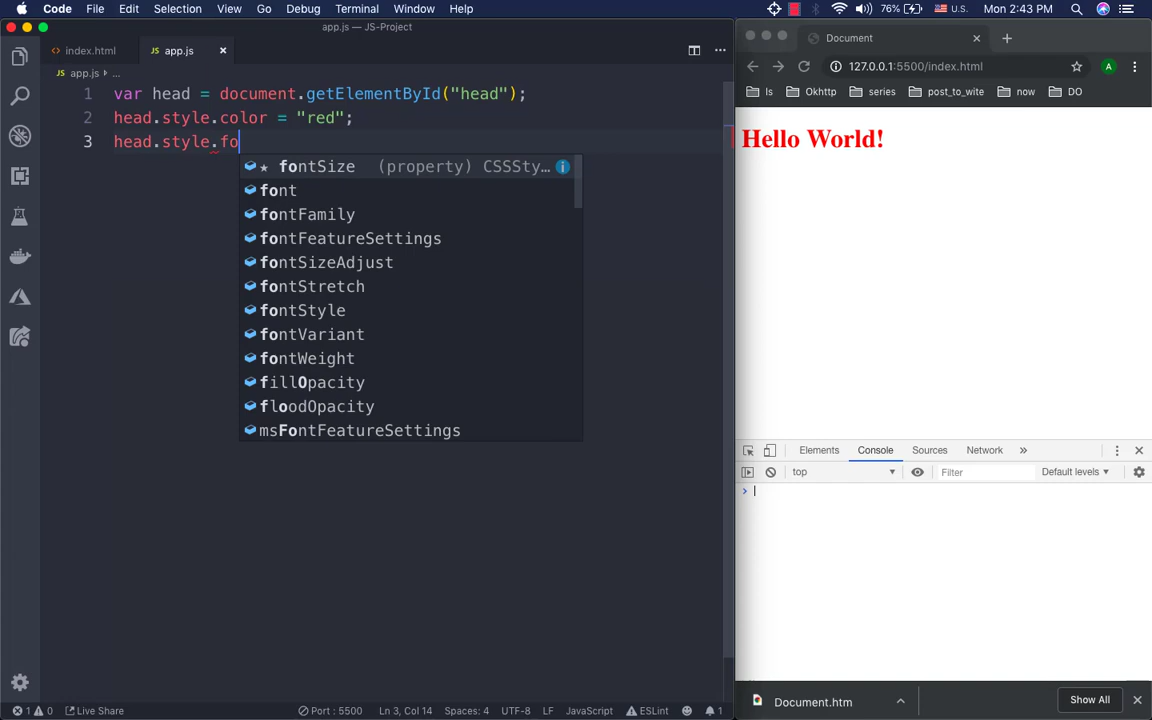 Code File Edit Selection View Go Debug Terminal Window Help 76% U.S. Mon 2:43 PM
app.js — JS-Project
index.html JS app.js
JS app.js ...
1 var head = document.getElementById("head");
2 head.style.color = "red";
3 head.style.fo
fontSize (property) CSSSty…
font
fontFamily
fontFeatureSettings
fontSizeAdjust
fontStretch
fontStyle
fontVariant
fontWeight
fillOpacity
floodOpacity
msFontFeatureSettings
1 0 Live Share Port : 5500 Ln 3, Col 14 Spaces: 4 UTF-8 LF JavaScript ESLint 1
Document
127.0.0.1:5500/index.html A
ls Okhttp series post_to_wite now DO
Hello World!
Elements Console Sources Network »
top Filter Default levels
>
Document.htm Show All